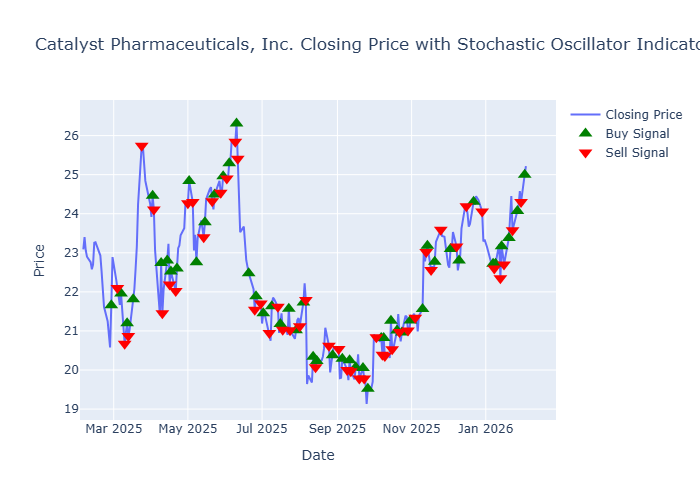 Catalyst Pharmaceuticals, Inc. Closing Price with Stochastic Oscillator
Closing Price
Buy Signal
Sell Signal
Price
26
25
24
23
22
21
20
19
Mar 2025 May 2025 Jul 2025 Sep 2025 Nov 2025 Jan 2026
Date